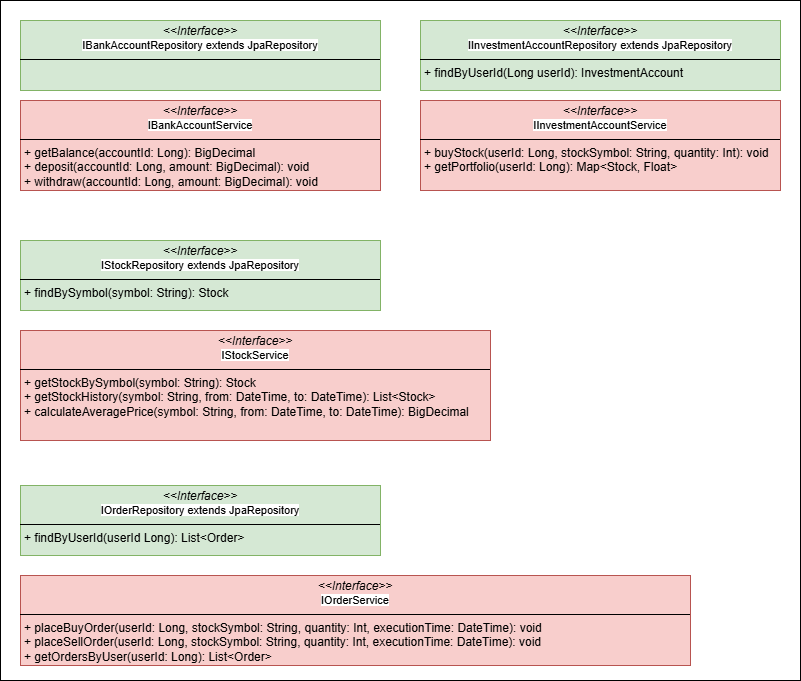 <<Interface>>
IBankAccountRepository extends JpaRepository
<<Interface>>
IInvestmentAccountRepository extends JpaRepository
+ findByUserId(Long userId): InvestmentAccount
<<Interface>>
IBankAccountService
+ getBalance(accountId: Long): BigDecimal
+ deposit(accountId: Long, amount: BigDecimal): void
+ withdraw(accountId: Long, amount: BigDecimal): void
<<Interface>>
IInvestmentAccountService
+ buyStock(userId: Long, stockSymbol: String, quantity: Int): void
+ getPortfolio(userId: Long): Map<Stock, Float>
<<Interface>>
IStockRepository extends JpaRepository
+ findBySymbol(symbol: String): Stock
<<Interface>>
IStockService
+ getStockBySymbol(symbol: String): Stock
+ getStockHistory(symbol: String, from: DateTime, to: DateTime): List<Stock>
+ calculateAveragePrice(symbol: String, from: DateTime, to: DateTime): BigDecimal
<<Interface>>
IOrderRepository extends JpaRepository
+ findByUserId(userId Long): List<Order>
<<Interface>>
IOrderService
+ placeBuyOrder(userId: Long, stockSymbol: String, quantity: Int, executionTime: DateTime): void
+ placeSellOrder(userId: Long, stockSymbol: String, quantity: Int, executionTime: DateTime): void
+ getOrdersByUser(userId: Long): List<Order>